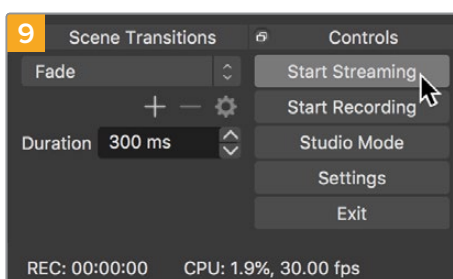 9
Scene Transitions
Controls
Fade
Start Streaming
Start Recording
Duration 300 ms
Studio Mode
Settings
Exit
REC: 00:00:00 CPU: 1.9%, 30.00 fps